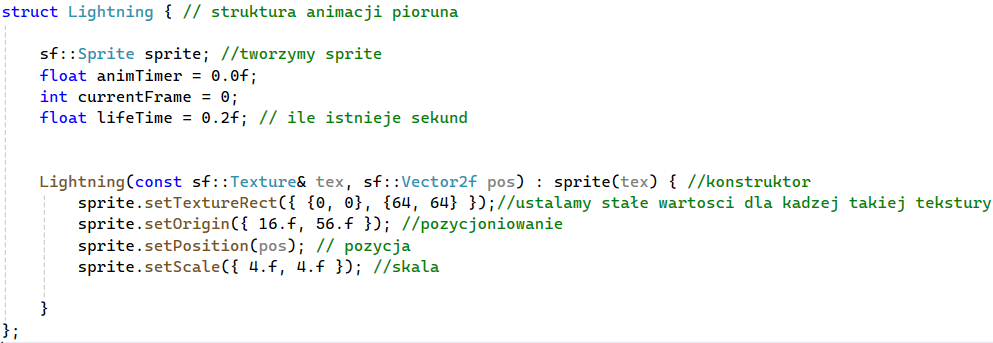 struct Lightning { // struktura animacji pioruna
sf::Sprite sprite; //tworzymy sprite
float animTimer = 0.0f;
int currentFrame = 0;
float lifeTime = 0.2f; // ile istnieje sekund
Lightning(const sf::Texture& tex, sf::Vector2f pos) : sprite(tex) { //konstruktor
sprite.setTextureRect({ {0, 0}, {64, 64} });//ustalamy stałe wartosci dla kadzej takiej tekstury
sprite.setOrigin({ 16.f, 56.f }); //pozycjoniowanie
sprite.setPosition(pos); // pozycja
sprite.setScale({ 4.f, 4.f }); //skala
}
};